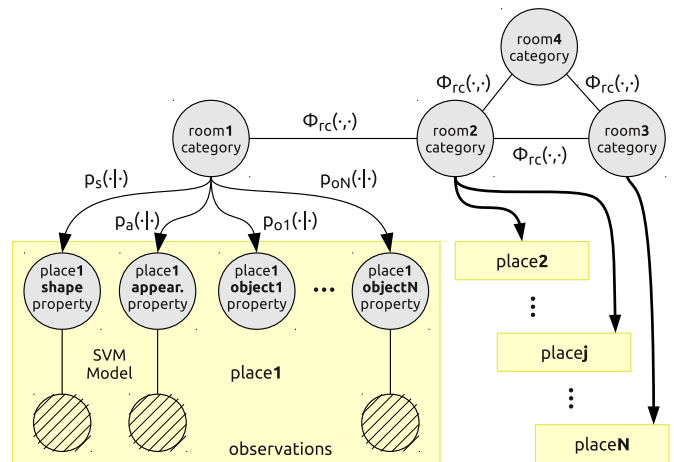 room4
category
Φrc(·,·)
Φrc(·,·)
room1
category
Φrc(·,·)
room2
category
room3
category
Φrc(·,·)
ps(·|·)
pa(·|·)
po1(·|·)
poN(·|·)
place1
shape
property
place1
appear.
property
place1
object1
property
...
place1
objectN
property
place2
...
SVM
Model
place1
placej
...
observations
placeN